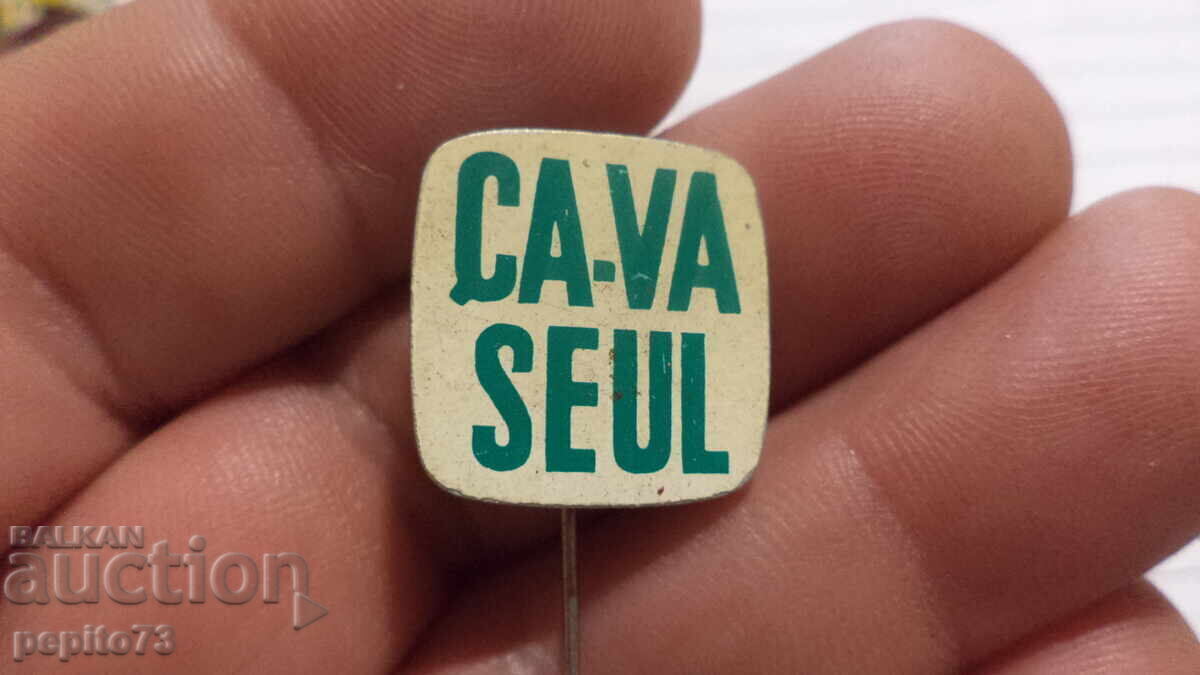 ÇA-VA
SEUL
BALKAN
auction
pepito73